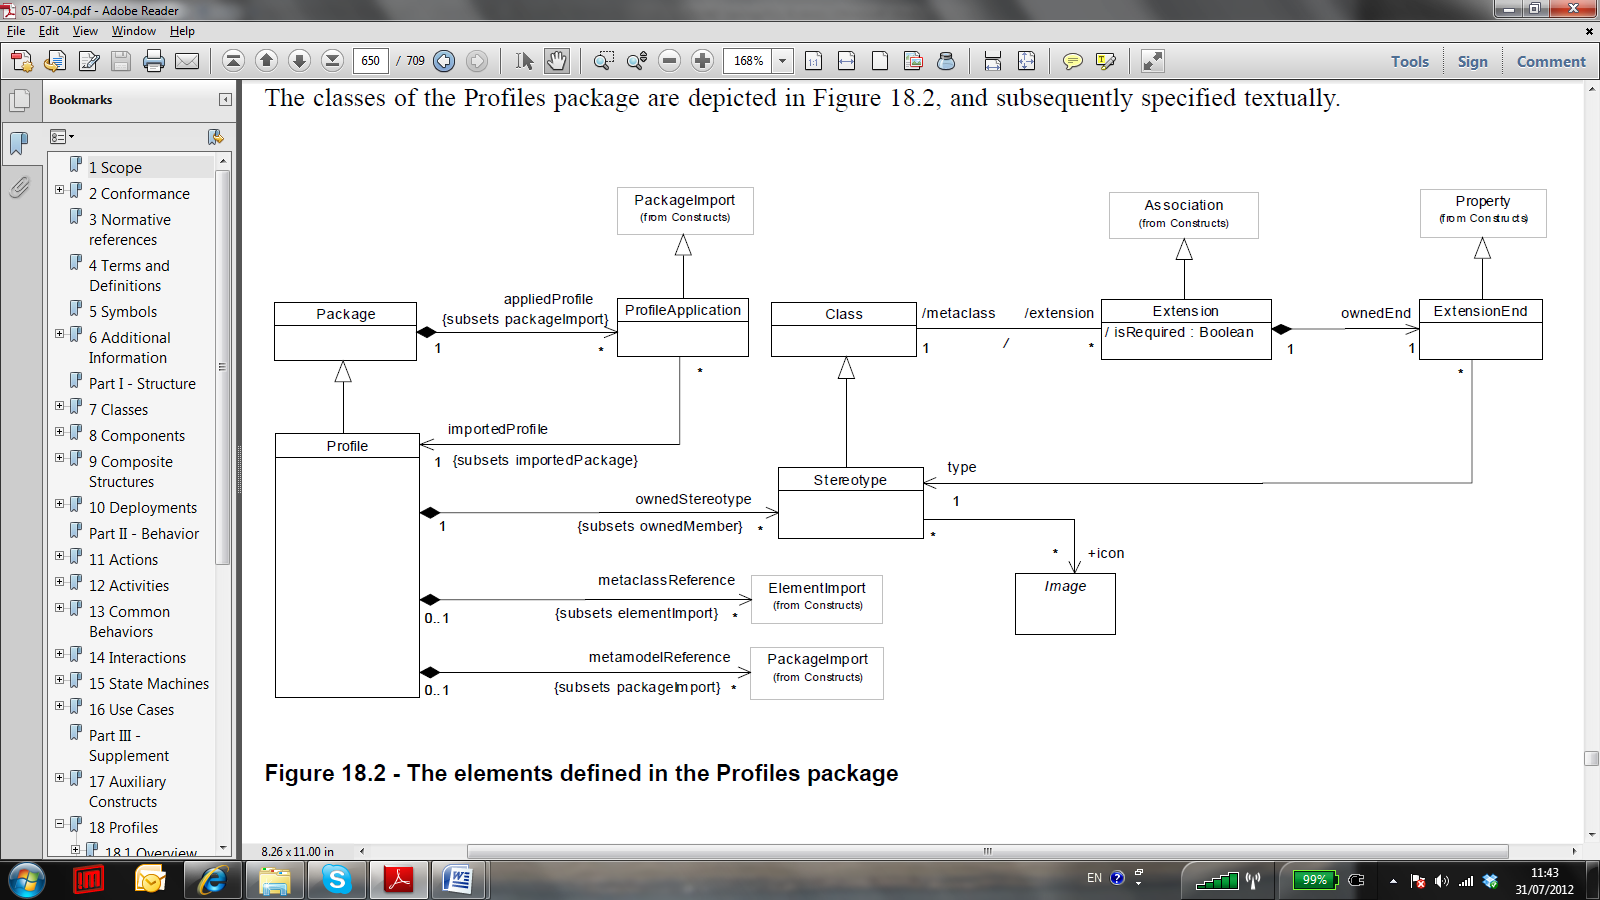 05-07-04.pdf - Adobe Reader
File Edit View Window Help
650 / 709 168% Tools Sign Comment
Bookmarks
1 Scope
2 Conformance
3 Normative
references
4 Terms and
Definitions
5 Symbols
6 Additional
Information
Part I - Structure
7 Classes
8 Components
9 Composite
Structures
10 Deployments
Part II - Behavior
11 Actions
12 Activities
13 Common
Behaviors
14 Interactions
15 State Machines
16 Use Cases
Part III -
Supplement
17 Auxiliary
Constructs
18 Profiles
18.1 Overview
The classes of the Profiles package are depicted in Figure 18.2, and subsequently specified textually.
PackageImport
(from Constructs)
Association
(from Constructs)
Property
(from Constructs)
Package
appliedProfile
{subsets packageImport}
1 *
ProfileApplication
*
Class
/metaclass /extension
1 / *
Extension
/ isRequired : Boolean
ownedEnd
1 1
ExtensionEnd
*
Profile
importedProfile
1 {subsets importedPackage}
ownedStereotype
1 {subsets ownedMember} *
Stereotype
type
1
*
* +icon
Image
metaclassReference
0..1 {subsets elementImport} *
ElementImport
(from Constructs)
metamodelReference
0..1 {subsets packageImport} *
PackageImport
(from Constructs)
Figure 18.2 - The elements defined in the Profiles package
8.26 x 11.00 in
EN 99% 11:43
31/07/2012